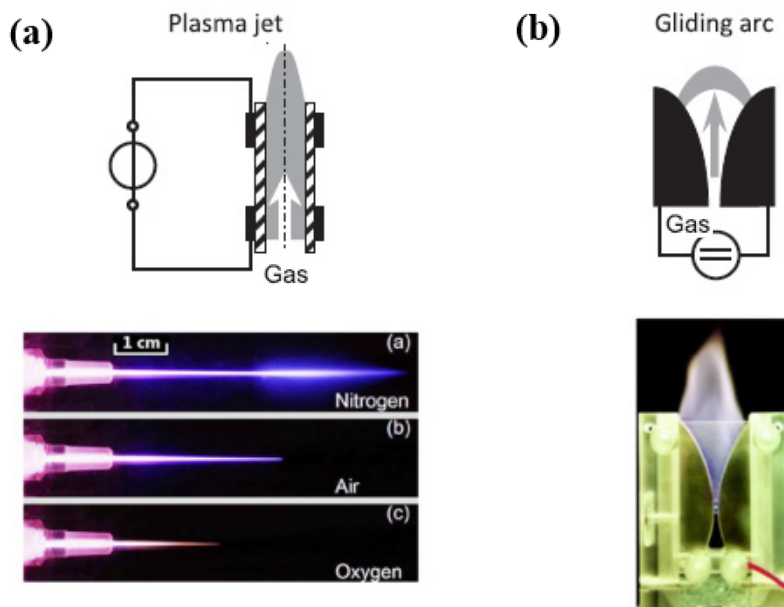 (a)
Plasma jet
Gas
1 cm
(a)
Nitrogen
(b)
Air
(c)
Oxygen
(b)
Gliding arc
Gas